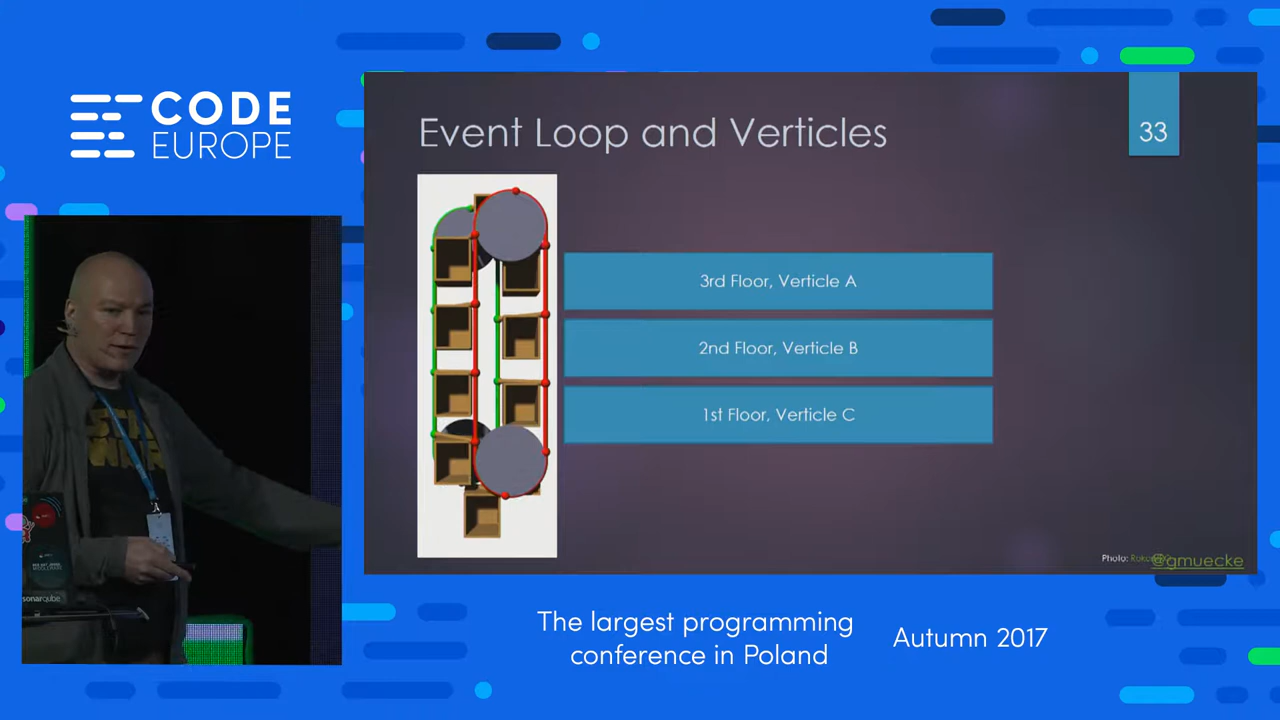 CODE
EUROPE
Event Loop and Verticles
33
3rd Floor, Verticle A
2nd Floor, Verticle B
1st Floor, Verticle C
Photo:
@gmuecke
sonarqube
The largest programming
conference in Poland
Autumn 2017